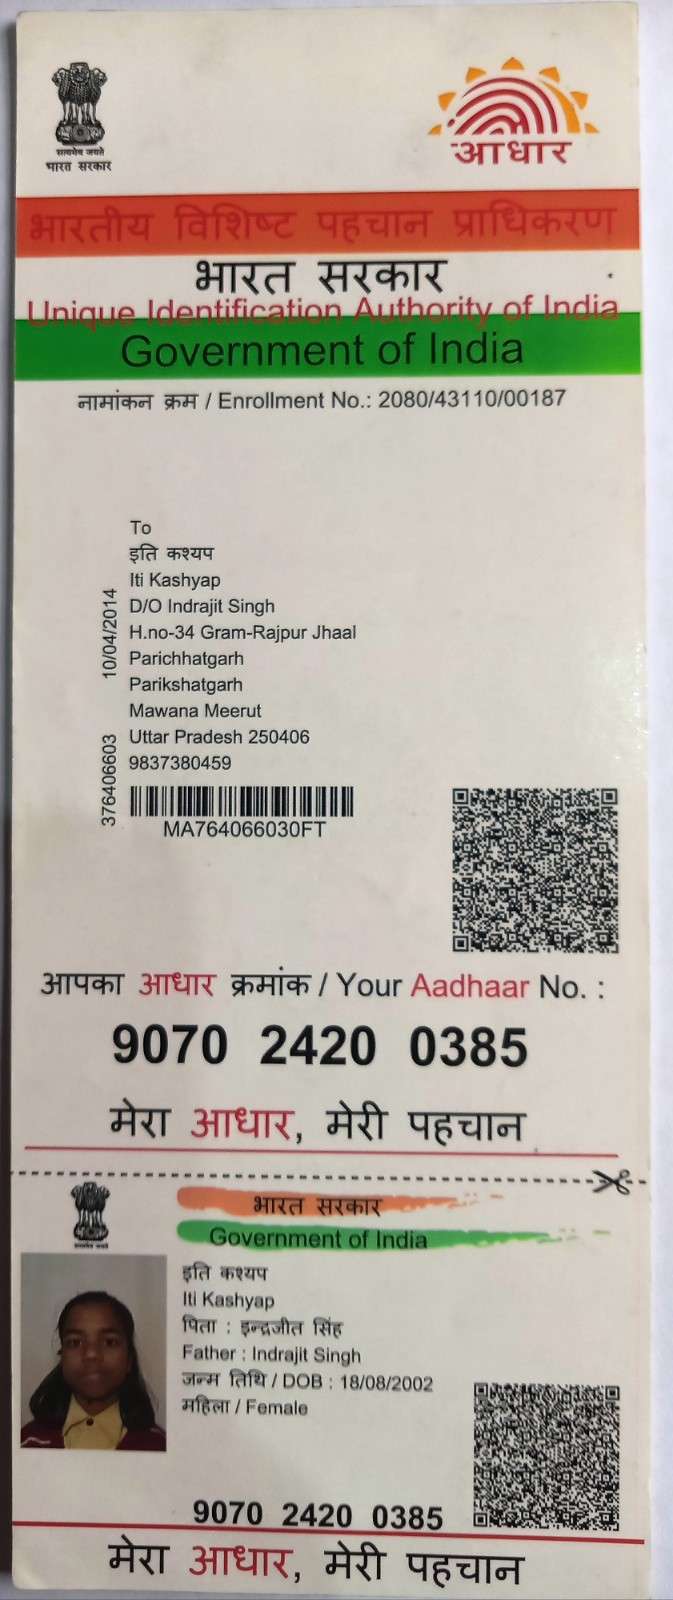 सत्यमेव जयते
भारत सरकार
आधार
भारतीय विशिष्ट पहचान प्राधिकरण
भारत सरकार
Unique Identification Authority of India
Government of India
नामांकन क्रम / Enrollment No.: 2080/43110/00187
To
इति कश्यप
Iti Kashyap
D/O Indrajit Singh
H.no-34 Gram-Rajpur Jhaal
Parichhatgarh
Parikshatgarh
Mawana Meerut
Uttar Pradesh 250406
9837380459
10/04/2014
376406603
MA764066030FT
आपका आधार क्रमांक / Your Aadhaar No. :
9070 2420 0385
मेरा आधार, मेरी पहचान
भारत सरकार
Government of India
इति कश्यप
Iti Kashyap
पिता : इन्द्रजीत सिंह
Father : Indrajit Singh
जन्म तिथि / DOB : 18/08/2002
महिला / Female
9070 2420 0385
मेरा आधार, मेरी पहचान